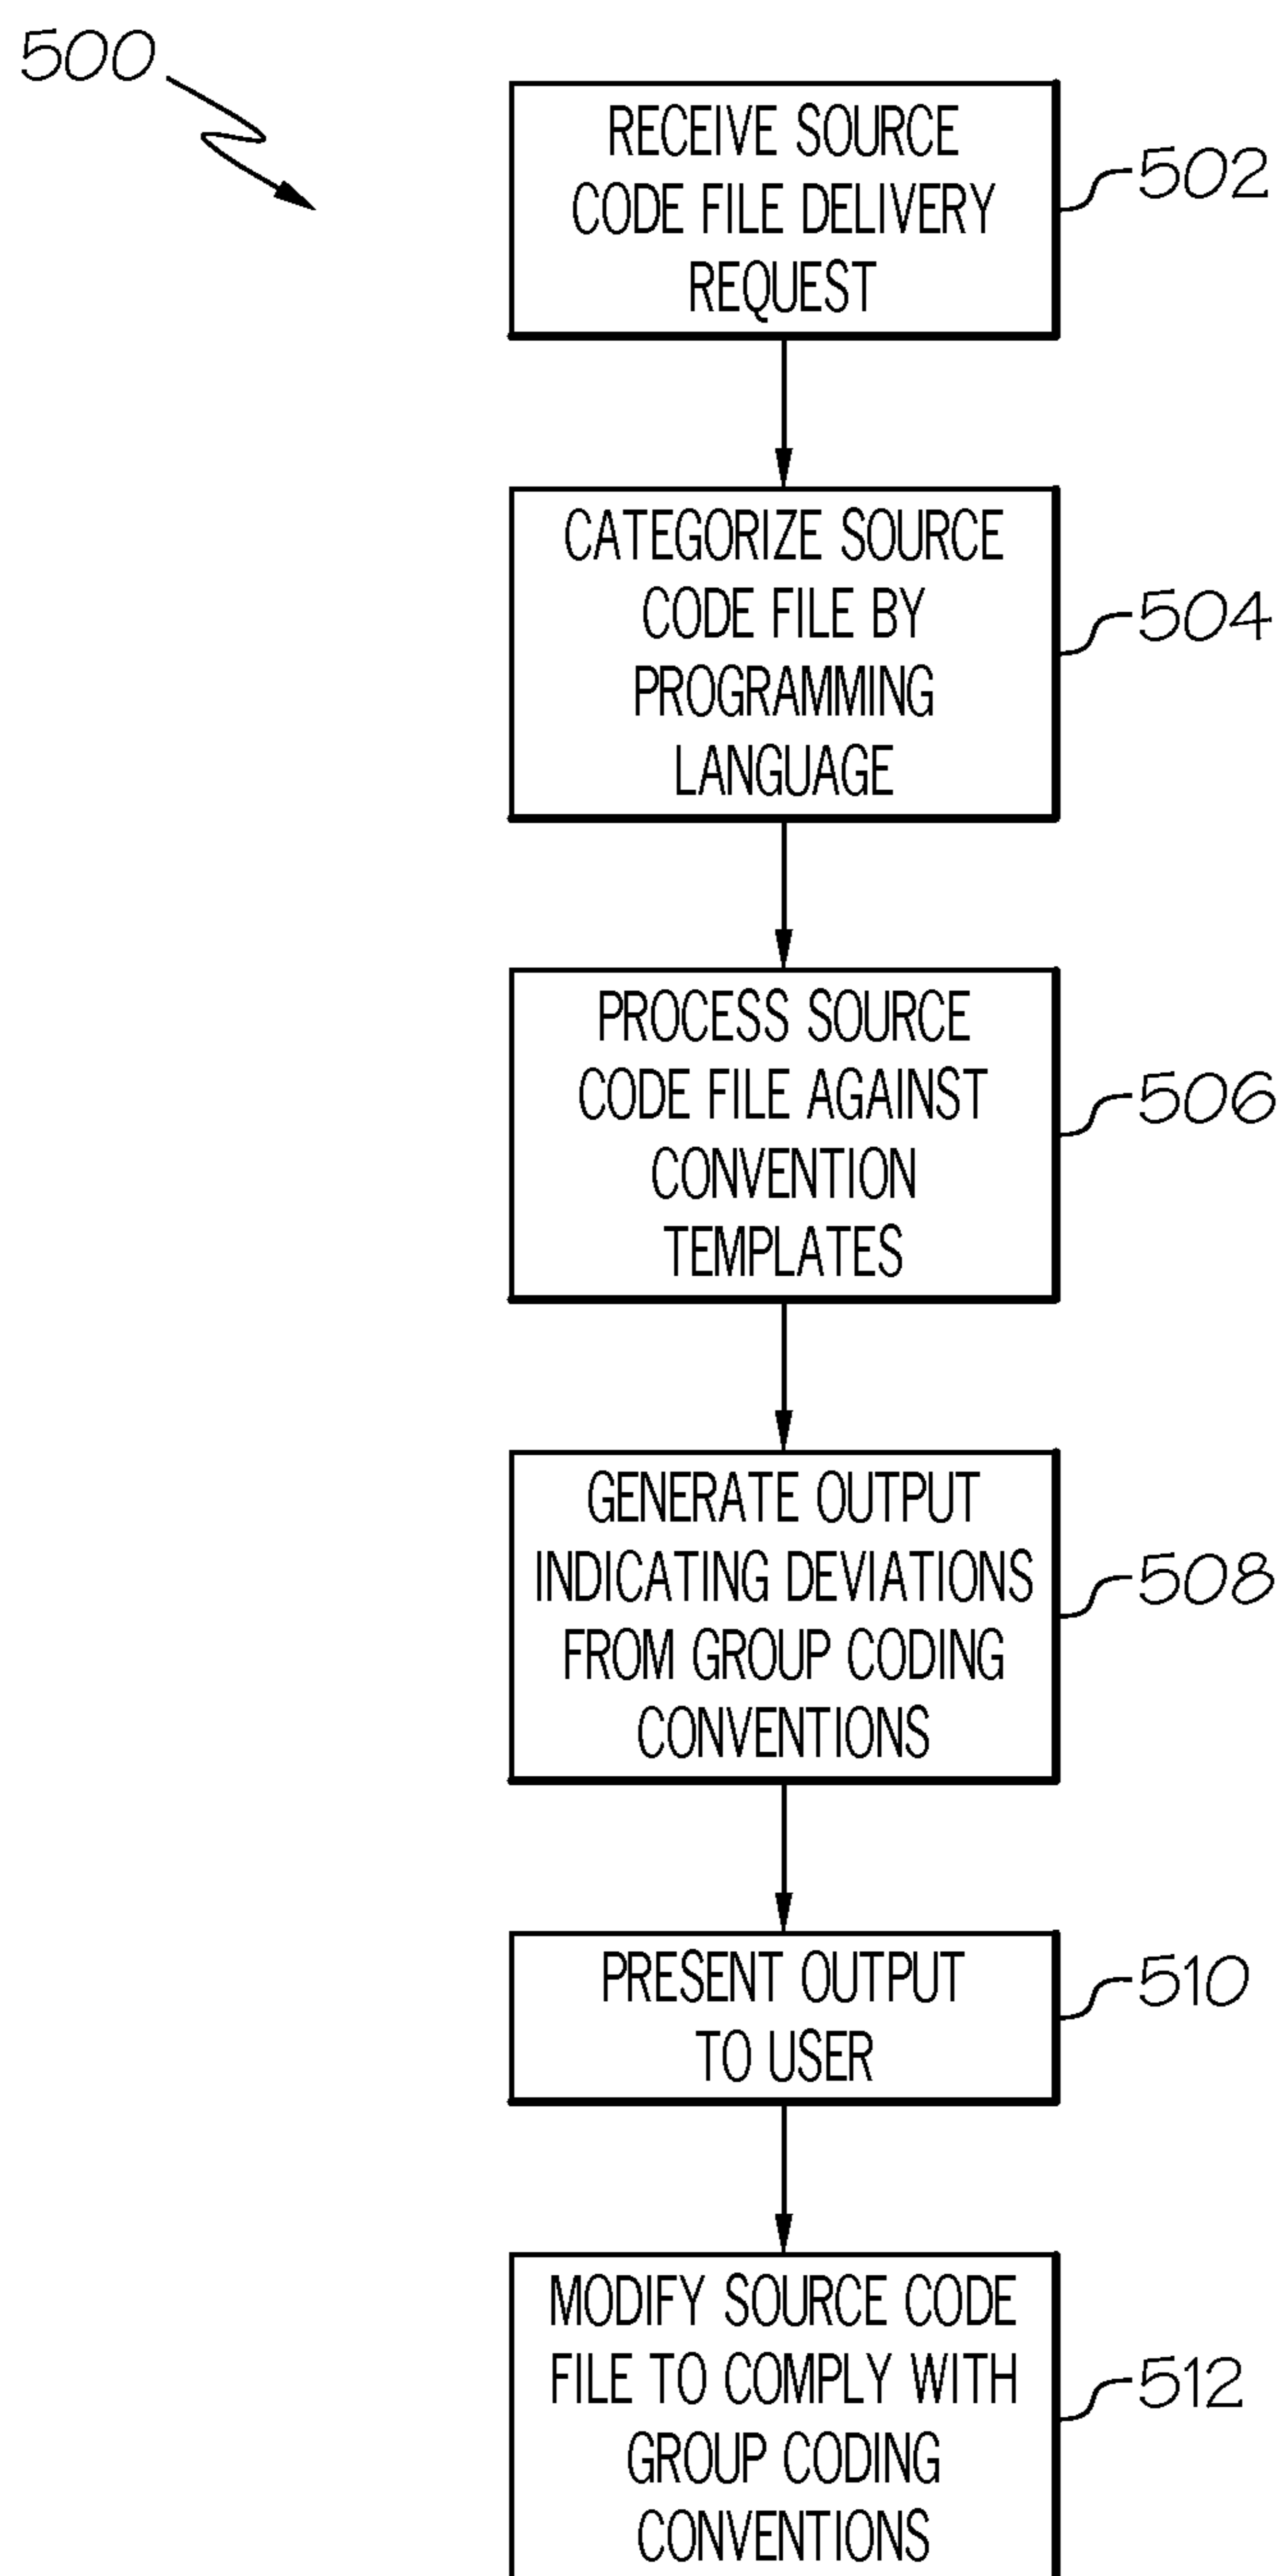 500
RECEIVE SOURCE
CODE FILE DELIVERY
REQUEST
502
CATEGORIZE SOURCE
CODE FILE BY
PROGRAMMING
LANGUAGE
504
PROCESS SOURCE
CODE FILE AGAINST
CONVENTION
TEMPLATES
506
GENERATE OUTPUT
INDICATING DEVIATIONS
FROM GROUP CODING
CONVENTIONS
508
PRESENT OUTPUT
TO USER
510
MODIFY SOURCE CODE
FILE TO COMPLY WITH
GROUP CODING
CONVENTIONS
512